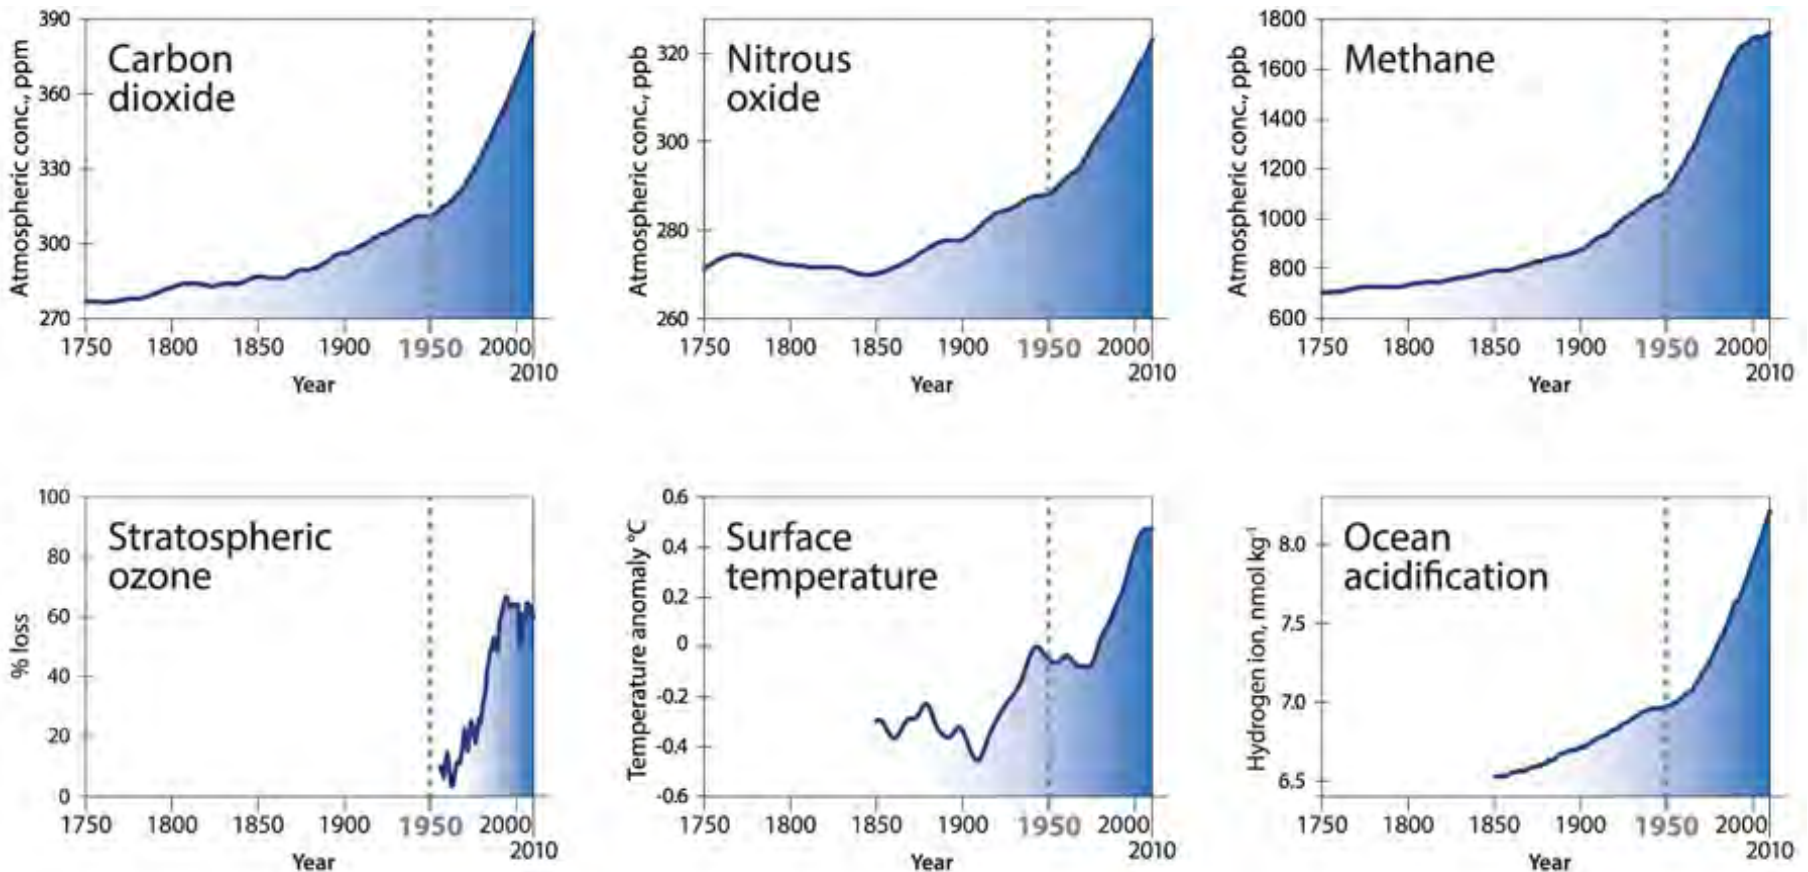 Carbon
dioxide
Atmospheric conc., ppm
390
360
330
300
270
1750 1800 1850 1900 1950 2000
2010
Year
Nitrous
oxide
Atmospheric conc., ppb
320
300
280
260
1750 1800 1850 1900 1950 2000
2010
Year
Methane
Atmospheric conc., ppb
1800
1600
1400
1200
1000
800
600
1750 1800 1850 1900 1950 2000
2010
Year
Stratospheric
ozone
% loss
100
80
60
40
20
0
1750 1800 1850 1900 1950 2000
2010
Year
Surface
temperature
Temperature anomaly °C
0.6
0.4
0.2
0
-0.2
-0.4
-0.6
1750 1800 1850 1900 1950 2000
2010
Year
Ocean
acidification
Hydrogen ion, nmol kg⁻¹
8.0
7.5
7.0
6.5
1750 1800 1850 1900 1950 2000
2010
Year